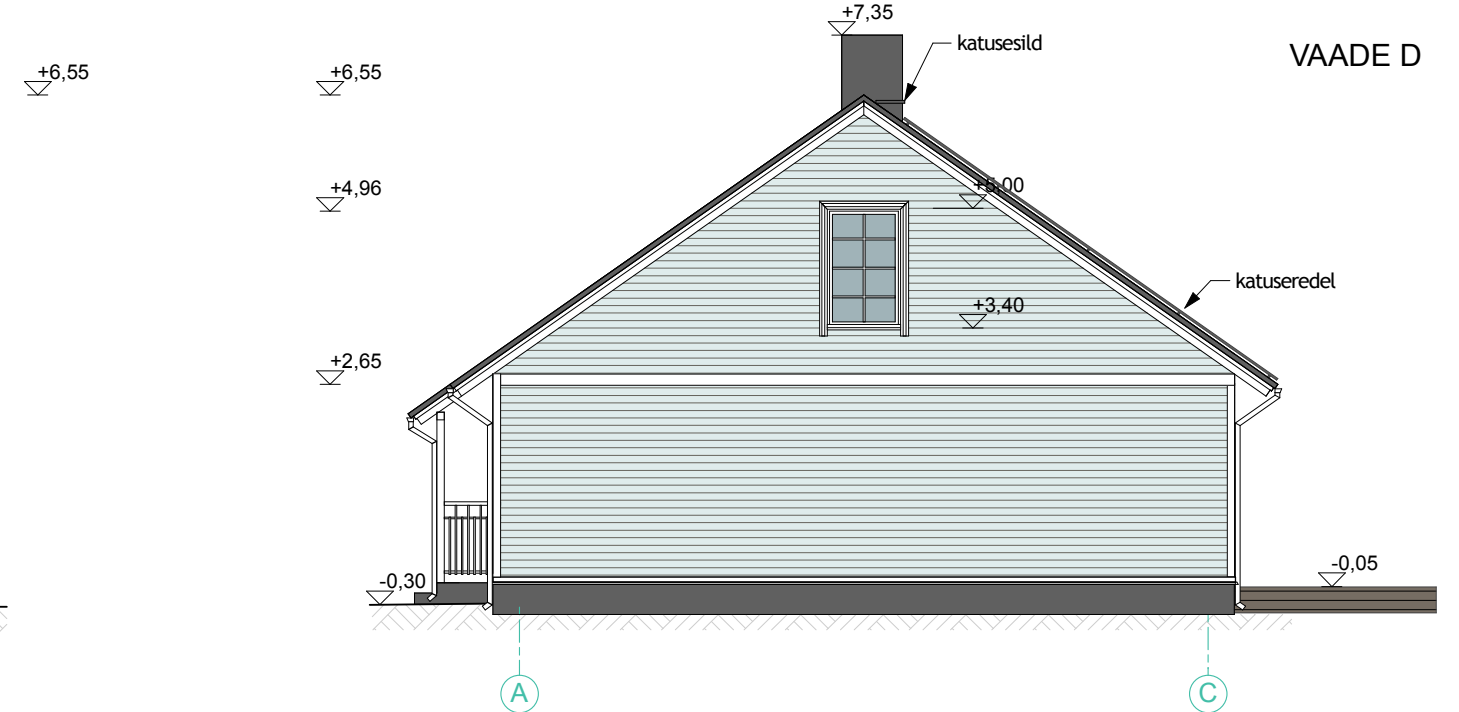 +7,35
katusesild
VAADE D
+6,55
+6,55
+4,96
+5,00
katuseredel
+3,40
+2,65
-0,05
-0,30
A
C